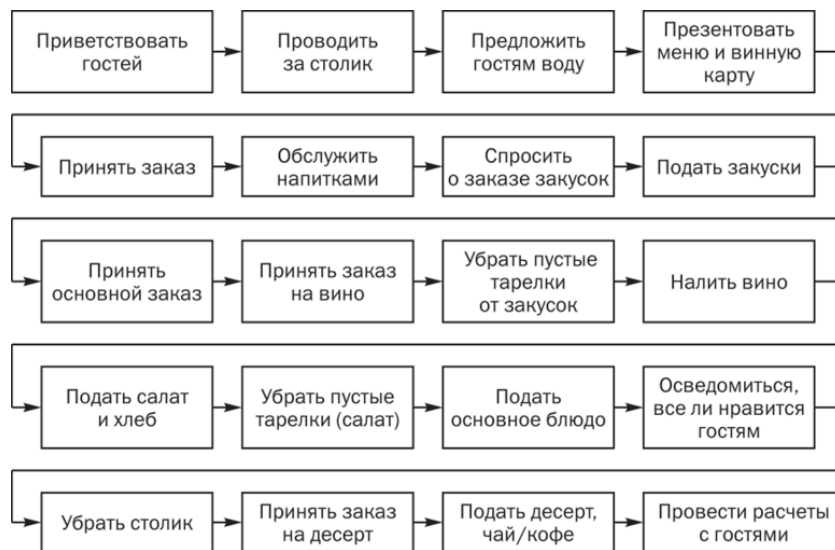 Приветствовать
гостей
Проводить
за столик
Предложить
гостям воду
Презентовать
меню и винную
карту
Принять заказ
Обслужить
напитками
Спросить
о заказе закусок
Подать закуски
Принять
основной заказ
Принять заказ
на вино
Убрать пустые
тарелки
от закусок
Налить вино
Подать салат
и хлеб
Убрать пустые
тарелки (салат)
Подать
основное блюдо
Осведомиться,
все ли нравится
гостям
Убрать столик
Принять заказ
на десерт
Подать десерт,
чай/кофе
Провести расчеты
с гостями